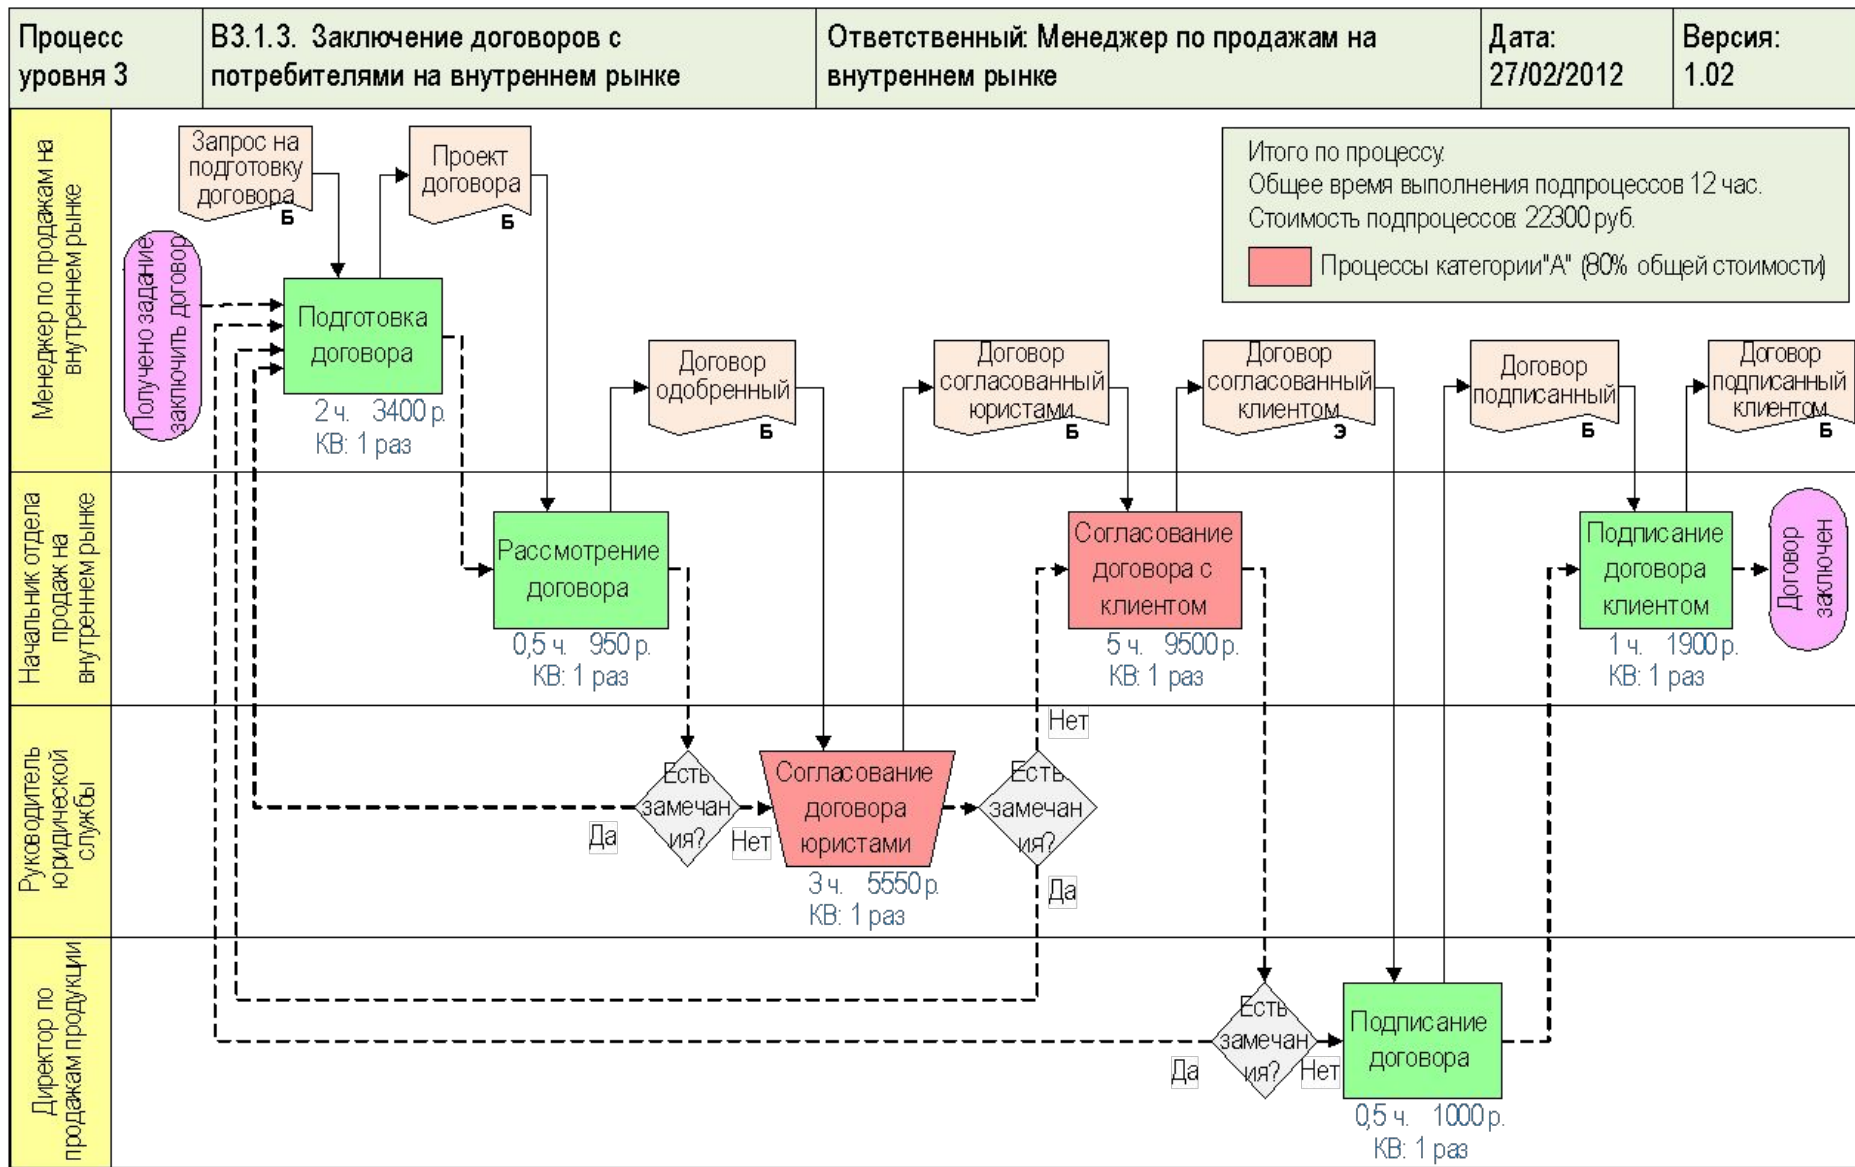 Процесс
уровня 3
В3.1.3. Заключение договоров с
потребителями на внутреннем рынке
Ответственный: Менеджер по продажам на
внутреннем рынке
Дата:
27/02/2012
Версия:
1.02
Менеджер по продажам на
внутреннем рынке
Запрос на
подготовку
договора
Б
Проект
договора
Б
Итого по процессу:
Общее время выполнения подпроцессов 12 час.
Стоимость подпроцессов: 22300 руб.
Процессы категории "А" (80% общей стоимости)
Получено задание
заключить договор
Подготовка
договора
2 ч. 3400 р.
КВ: 1 раз
Договор
одобренный
Б
Договор
согласованный
юристами
Б
Договор
согласованный
клиентом
Э
Договор
подписанный
Б
Договор
подписанный
клиентом
Б
Начальник отдела
продаж на
внутреннем рынке
Рассмотрение
договора
0,5 ч. 950 р.
КВ: 1 раз
Согласование
договора с
клиентом
5 ч. 9500 р.
КВ: 1 раз
Подписание
договора
клиентом
1 ч. 1900 р.
КВ: 1 раз
Договор
заключен
Руководитель
юридической
службы
Есть
замечан
ия?
Да
Нет
Согласование
договора
юристами
3 ч. 5550 р.
КВ: 1 раз
Есть
замечан
ия?
Нет
Да
Директор по
продажам продукции
Есть
замечан
ия?
Да
Нет
Подписание
договора
0,5 ч. 1000 р.
КВ: 1 раз